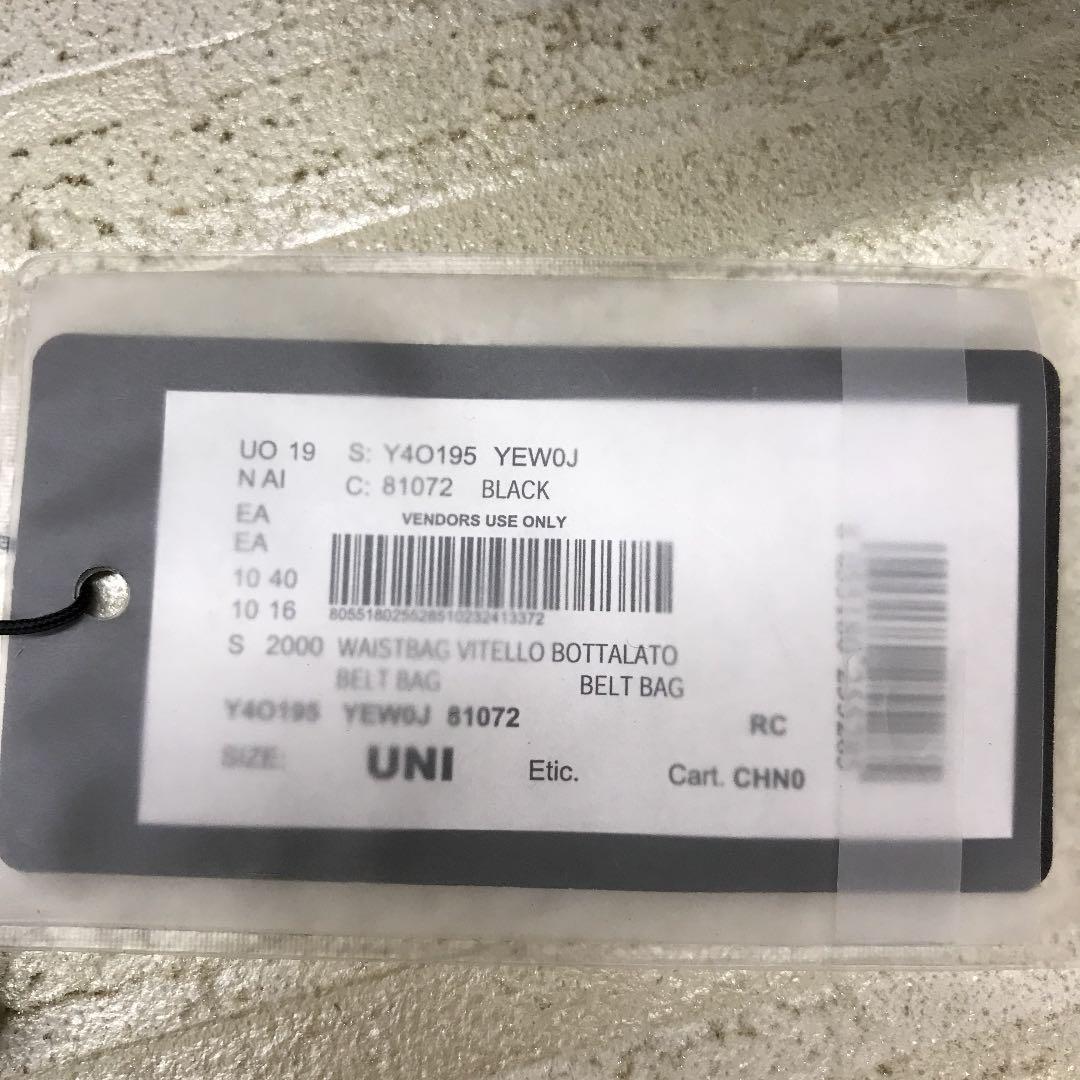 UO 19 S: Y4O195 YEW0J
N AI C: 81072 BLACK
EA VENDORS USE ONLY
EA
10 40
10 16 805518025528510232413372
S 2000 WAISTBAG VITELLO BOTTALATO
BELT BAG BELT BAG
Y4O195 YEW0J 81072 RC
SIZE: UNI Etic. Cart. CHN0